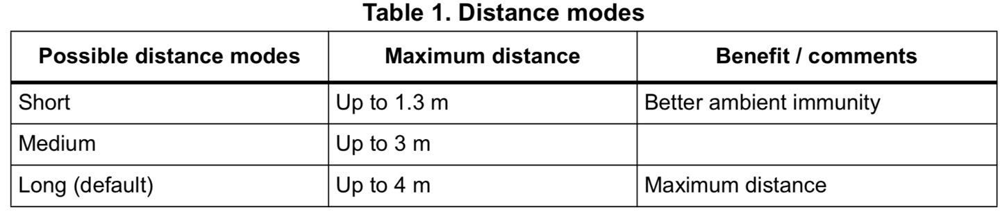 Table 1. Distance modes
Possible distance modes Maximum distance Benefit / comments
Short Up to 1.3 m Better ambient immunity
Medium Up to 3 m
Long (default) Up to 4 m Maximum distance